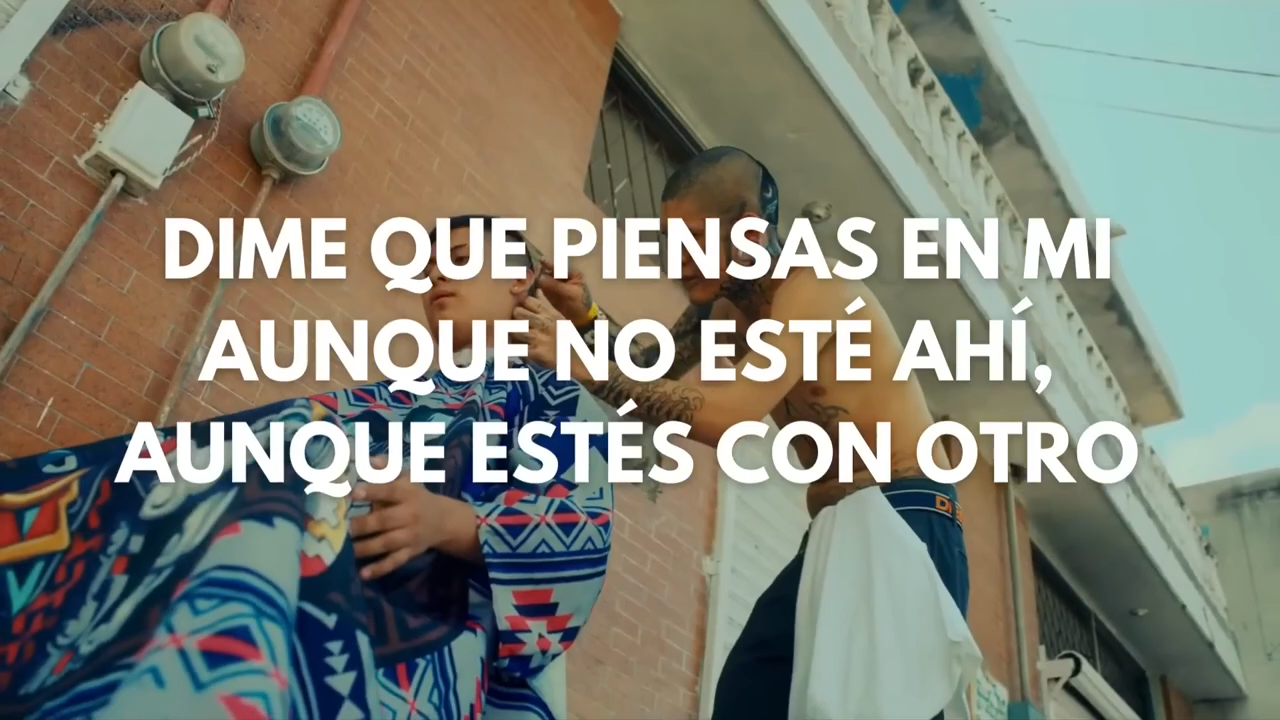 DIME QUE PIENSAS EN MI
AUNQUE NO ESTÉ AHÍ,
AUNQUE ESTÉS CON OTRO